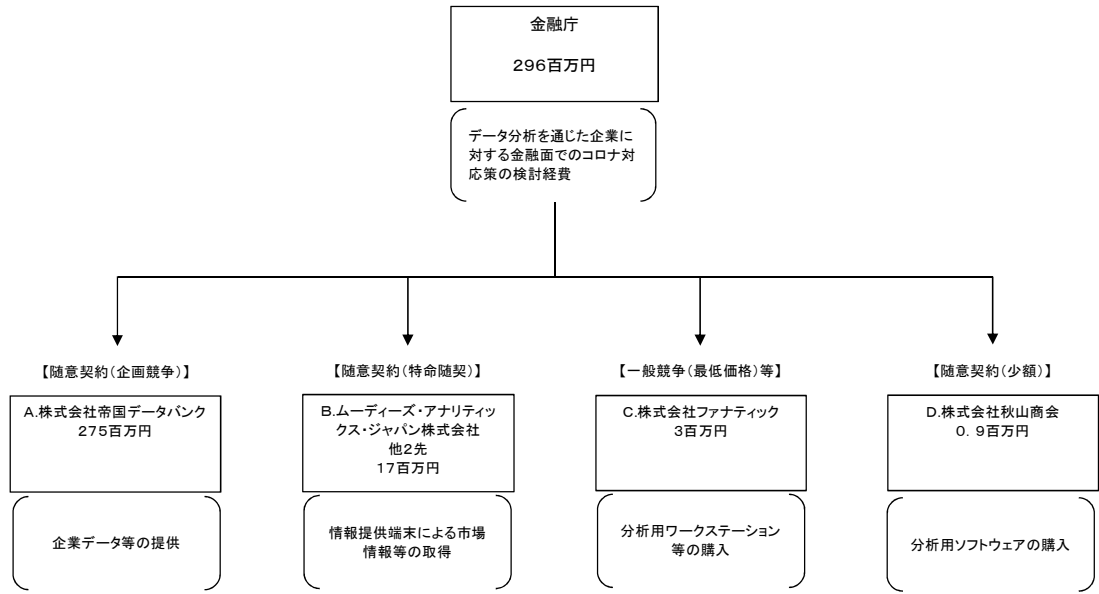 金融庁
296百万円
データ分析を通じた企業に
対する金融面でのコロナ対
応策の検討経費
【随意契約(企画競争)】
A.株式会社帝国データバンク
275百万円
企業データ等の提供
【随意契約(特命随契)】
B.ムーディーズ・アナリティッ
クス・ジャパン株式会社
他2先
17百万円
情報提供端末による市場
情報等の取得
【一般競争(最低価格)等】
C.株式会社ファナティック
3百万円
分析用ワークステーション
等の購入
【随意契約(少額)】
D.株式会社秋山商会
0.9百万円
分析用ソフトウェアの購入